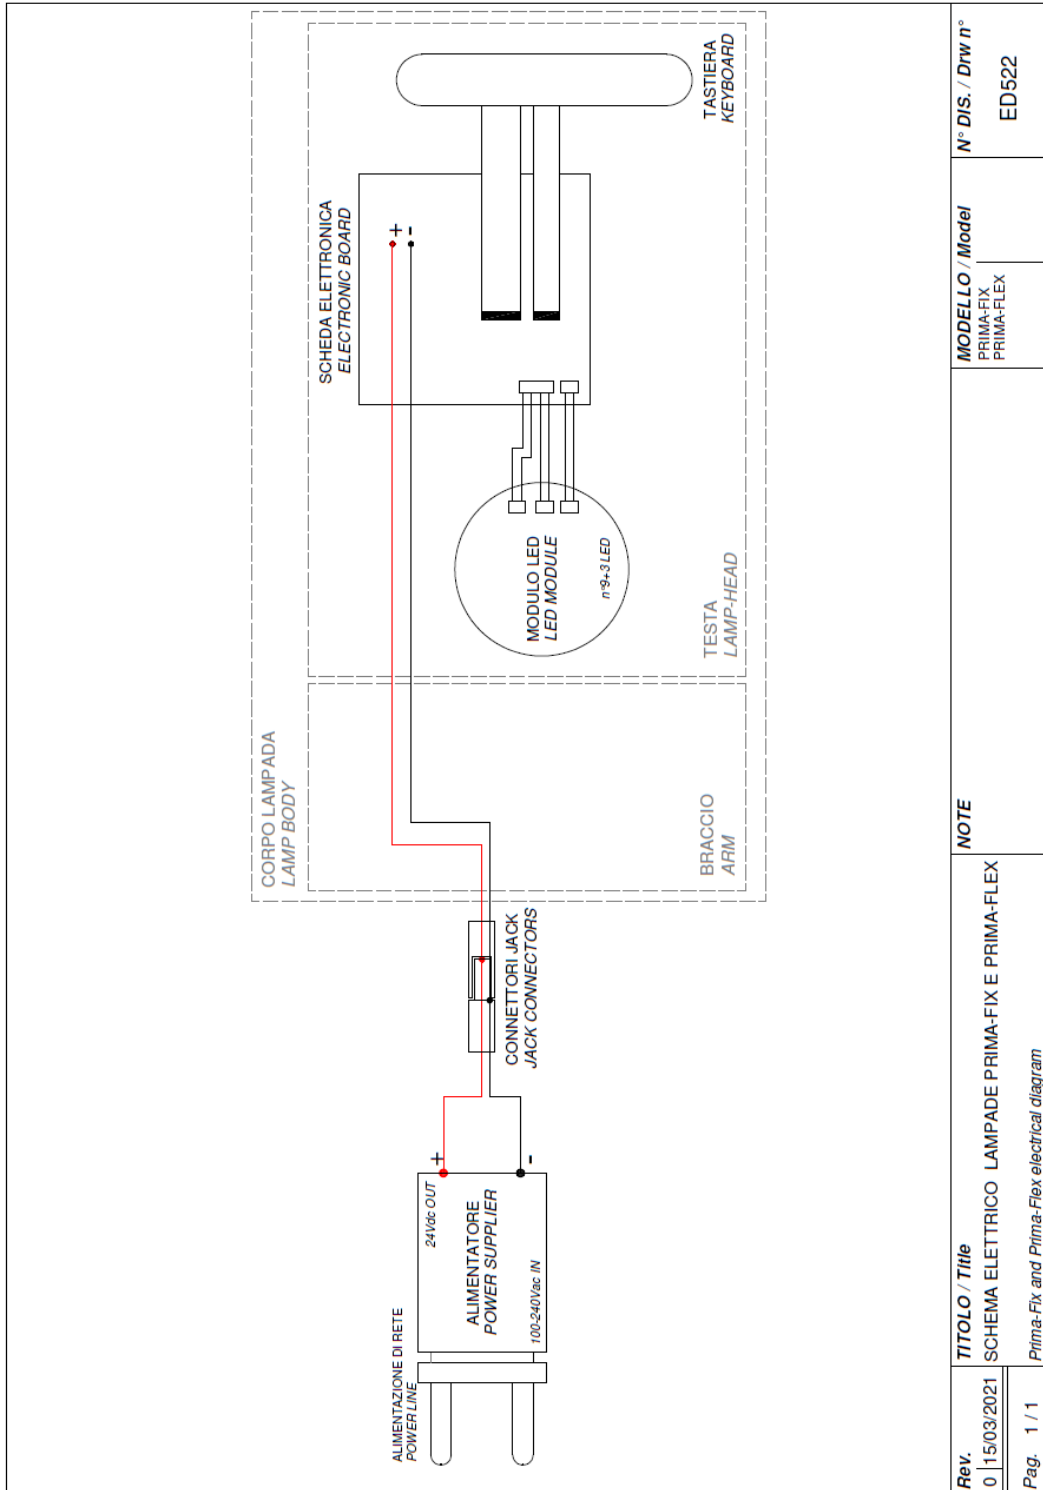 CORPO LAMPADA
LAMP BODY
SCHEDA ELETTRONICA
ELECTRONIC BOARD
+
-
TASTIERA
KEYBOARD
MODULO LED
LED MODULE
n°9+3 LED
TESTA
LAMP-HEAD
BRACCIO
ARM
CONNETTORI JACK
JACK CONNECTORS
ALIMENTAZIONE DI RETE
POWER LINE
24Vdc OUT
+
-
ALIMENTATORE
POWER SUPPLIER
100-240Vac IN
Rev.
0 15/03/2021
Pag. 1 / 1
TITOLO / Title
SCHEMA ELETTRICO LAMPADE PRIMA-FIX E PRIMA-FLEX
Prima-Fix and Prima-Flex electrical diagram
NOTE
MODELLO / Model
PRIMA-FIX
PRIMA-FLEX
N° DIS. / Drw n°
ED522